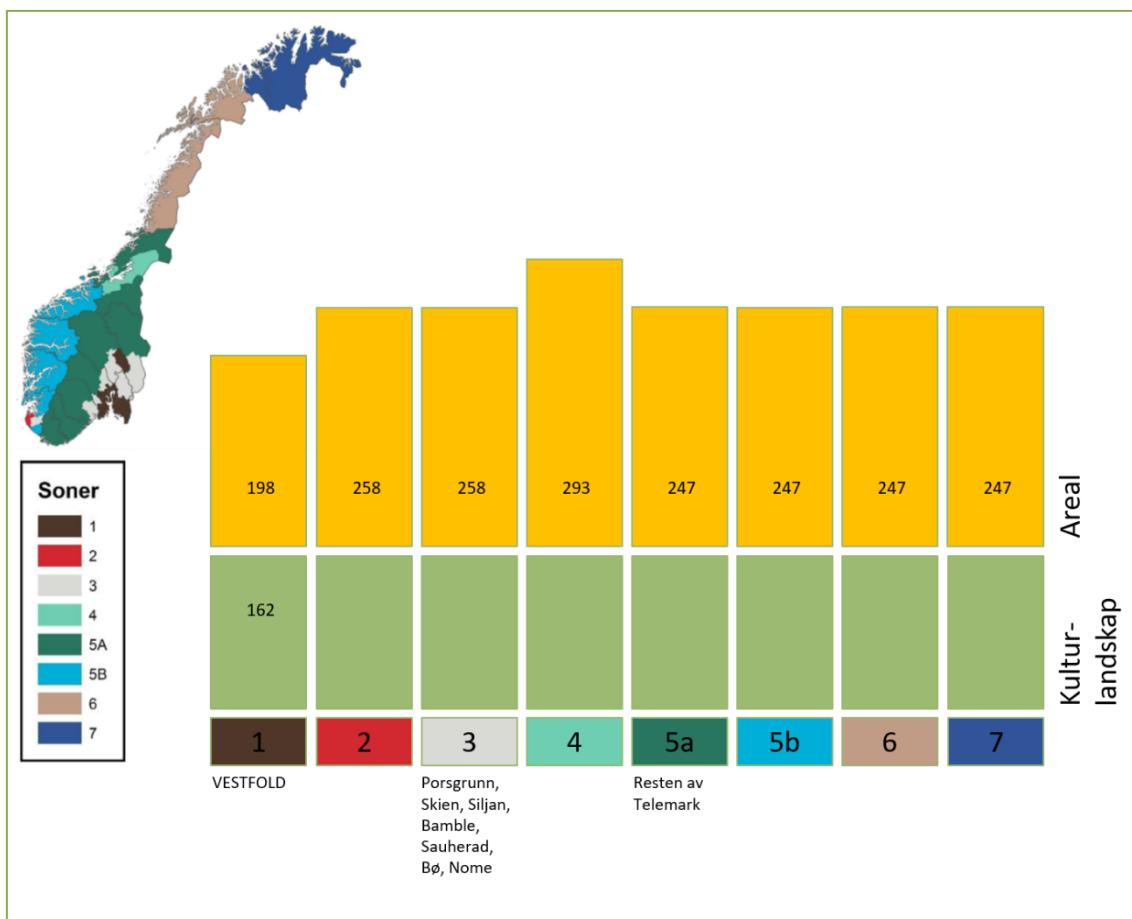 Soner
1
2
3
4
5A
5B
6
7
198
258
258
293
247
247
247
247
Areal
162
Kultur-
landskap
1
2
3
4
5a
5b
6
7
VESTFOLD
Porsgrunn,
Skien, Siljan,
Bamble,
Sauherad,
Bø, Nome
Resten av
Telemark